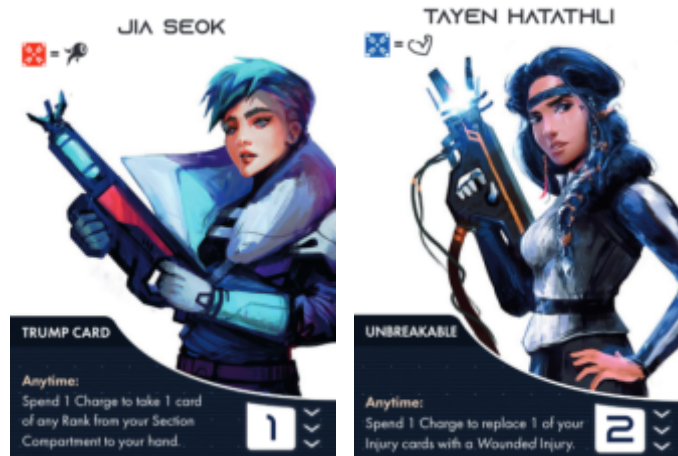 JIA SEOK
=
TRUMP CARD
Anytime:
Spend 1 Charge to take 1 card
of any Rank from your Section
Compartment to your hand.
1
TAYEN HATATHLI
=
UNBREAKABLE
Anytime:
Spend 1 Charge to replace 1 of your
Injury cards with a Wounded Injury.
2